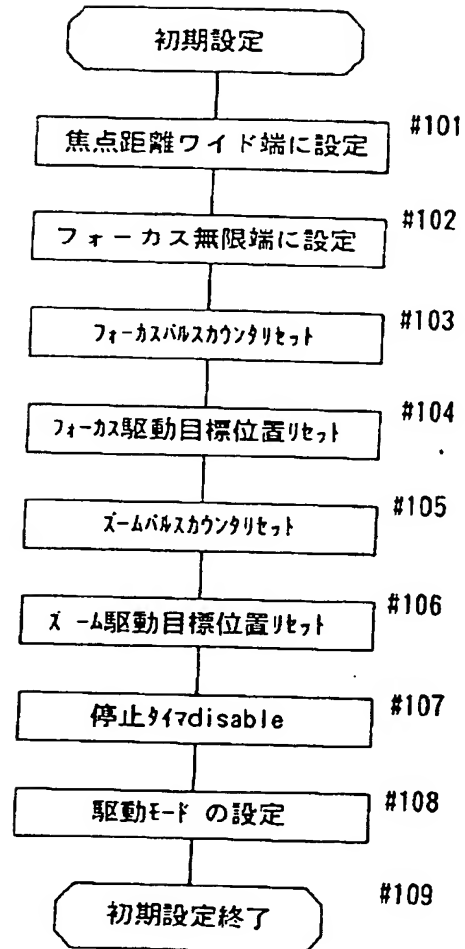 初期設定
焦点距離ワイド端に設定 #101
フォーカス無限端に設定 #102
ﾌｫｰｶｽﾊﾟﾙｽｶｳﾝﾀﾘｾｯﾄ #103
ﾌｫｰｶｽ駆動目標位置ﾘｾｯﾄ #104
ｽﾞｰﾑﾊﾟﾙｽｶｳﾝﾀﾘｾｯﾄ #105
ｽﾞｰﾑ駆動目標位置ﾘｾｯﾄ #106
停止ﾀｲﾏdisable #107
駆動ﾓｰﾄﾞ の設定 #108
初期設定終了 #109